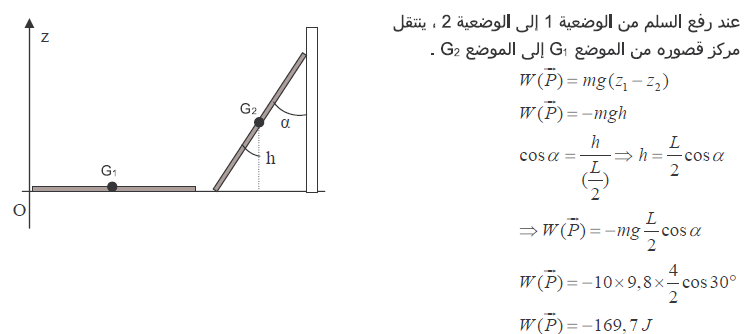 عند رفع السلم من الوضعية 1 إلى الوضعية 2 ، ينتقل
مركز قصوره من الموضع G₁ إلى الموضع G₂ .
W(P⃗) = mg(z₁ − z₂)
W(P⃗) = −mgh
cos α = h / (L/2) ⇒ h = L/2 cos α
⇒ W(P⃗) = −mg L/2 cos α
W(P⃗) = −10 × 9,8 × 4/2 cos 30°
W(P⃗) = −169,7 J
z
G₂
α
h
G₁
O